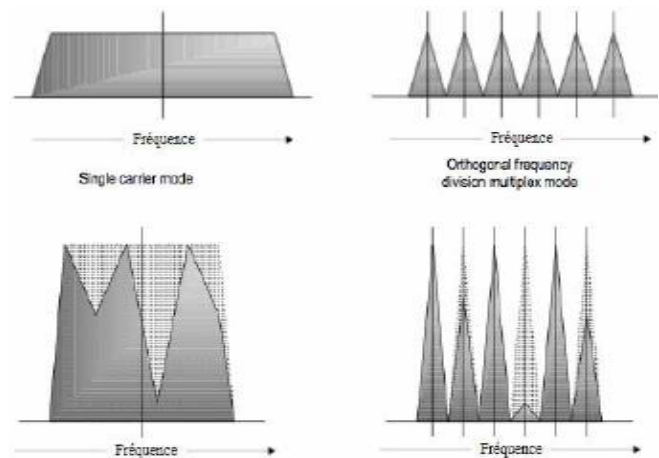 Fréquence
Fréquence
Single carrier mode
Orthogonal frequency
division multiplex mode
Fréquence
Fréquence